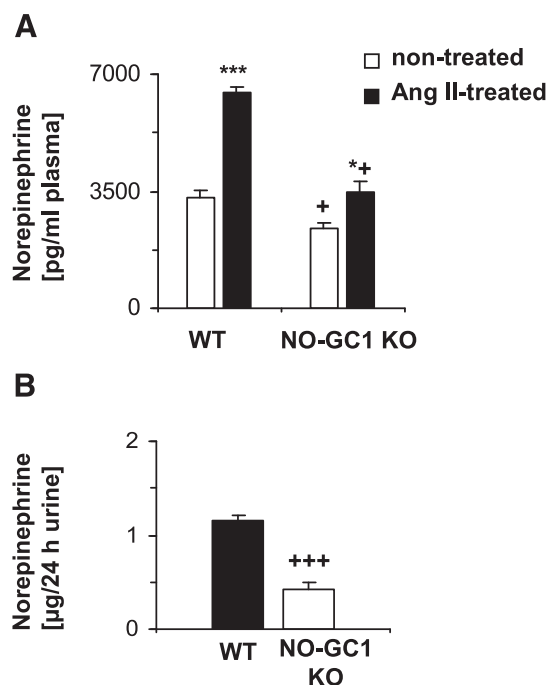 A
non-treated
Ang II-treated
Norepinephrine
[pg/ml plasma]
7000
3500
0
***
+
*+
WT
NO-GC1 KO
B
Norepinephrine
[µg/24 h urine]
2
1
0
+++
WT
NO-GC1
KO